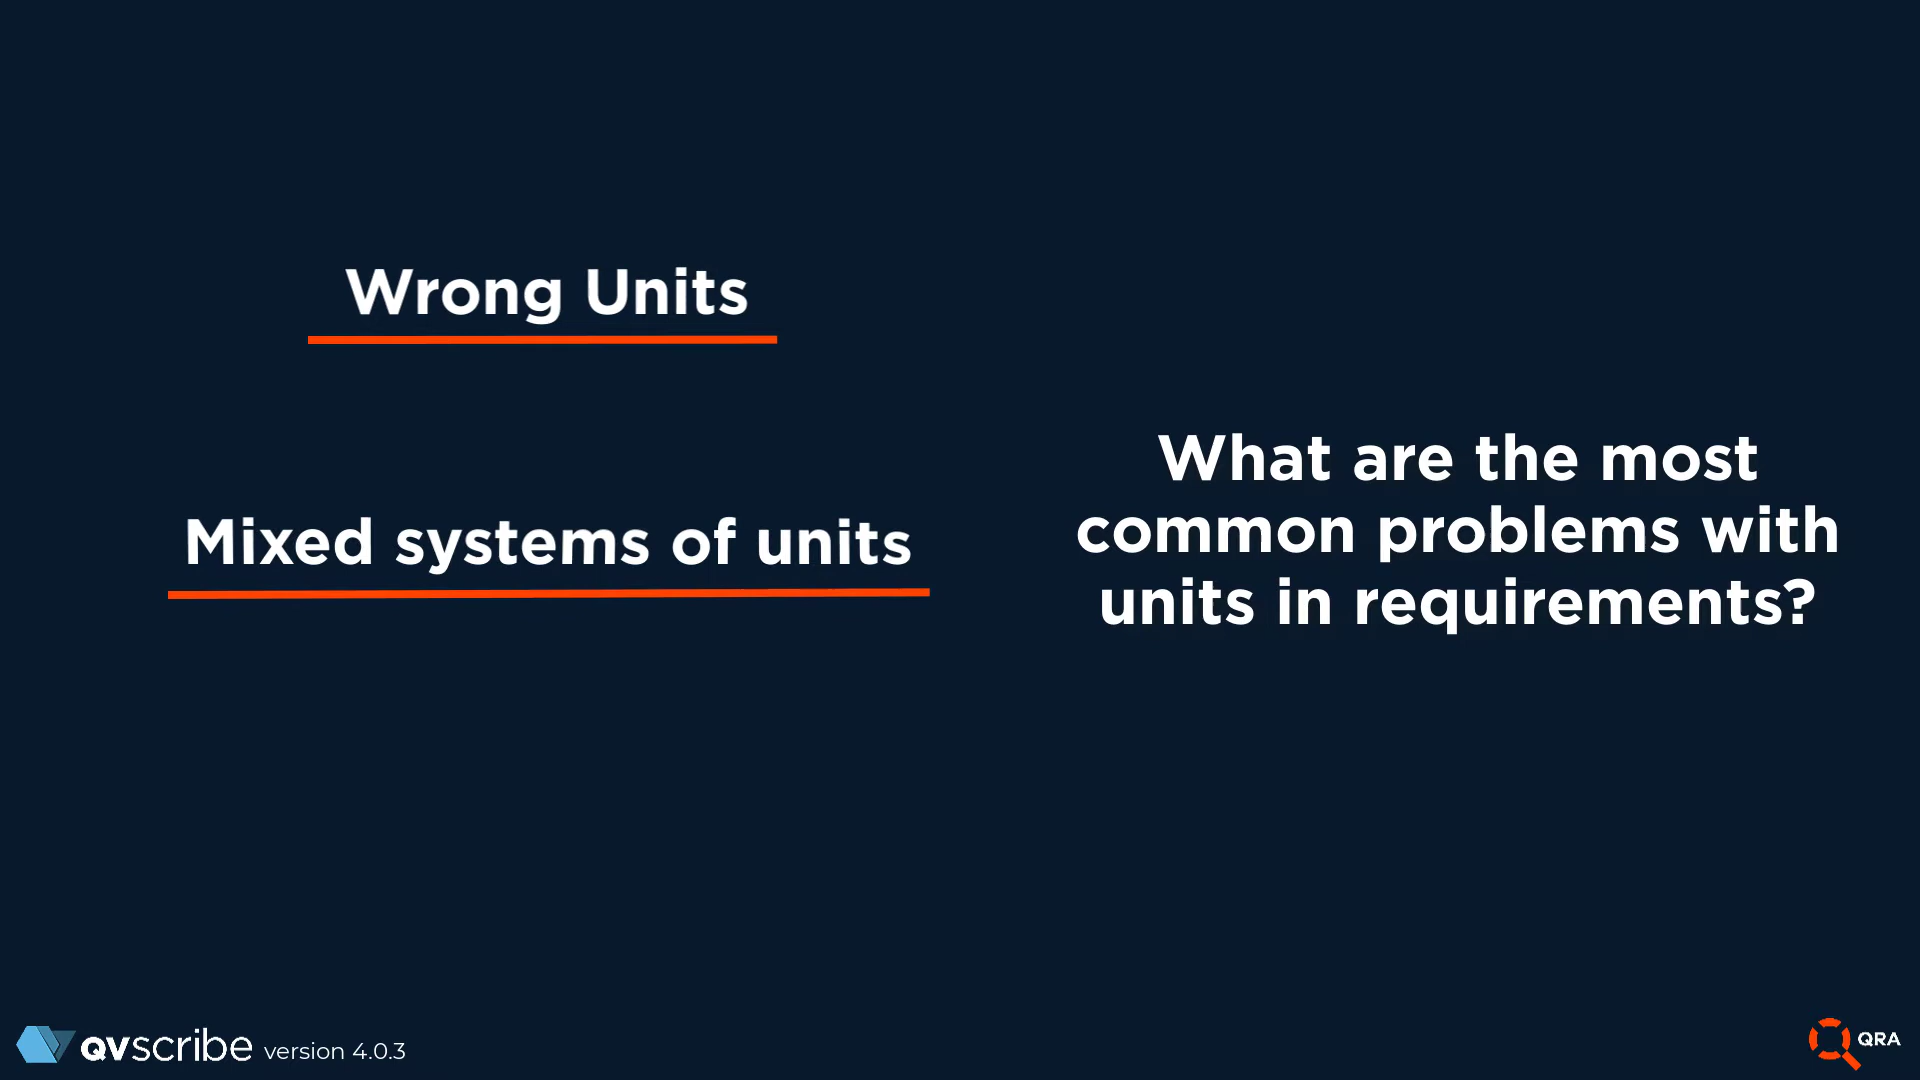 Wrong Units
Mixed systems of units
What are the most
common problems with
units in requirements?
QVscribe version 4.0.3
QRA